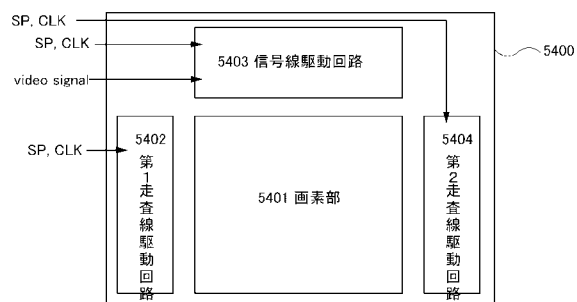 SP, CLK
SP, CLK
5403 信号線駆動回路
5400
video signal
5402
第1走査線駆動回路
SP, CLK
5401 画素部
5404
第2走査線駆動回路